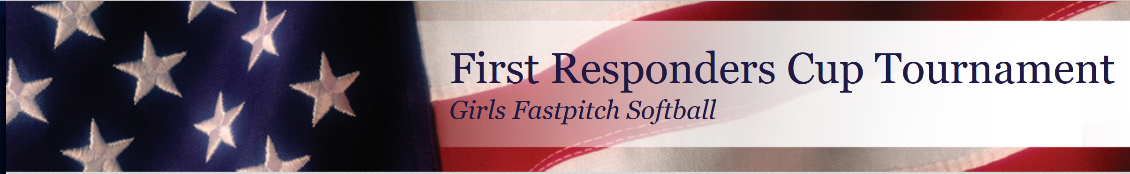 First Responders Cup Tournament
Girls Fastpitch Softball